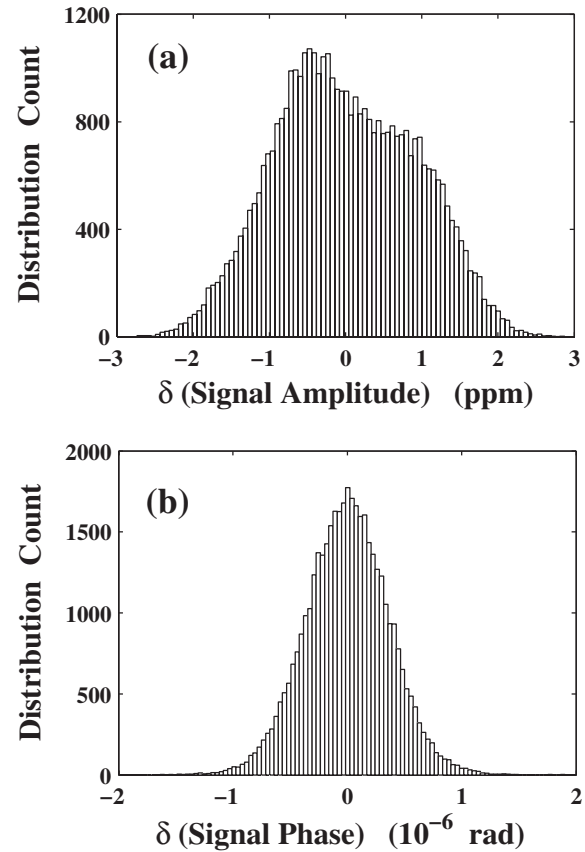 1200
(a)
800
400
0
−3 −2 −1 0 1 2 3
Distribution Count
δ (Signal Amplitude) (ppm)
2000
(b)
1500
1000
500
0
−2 −1 0 1 2
Distribution Count
δ (Signal Phase) (10⁻⁶ rad)